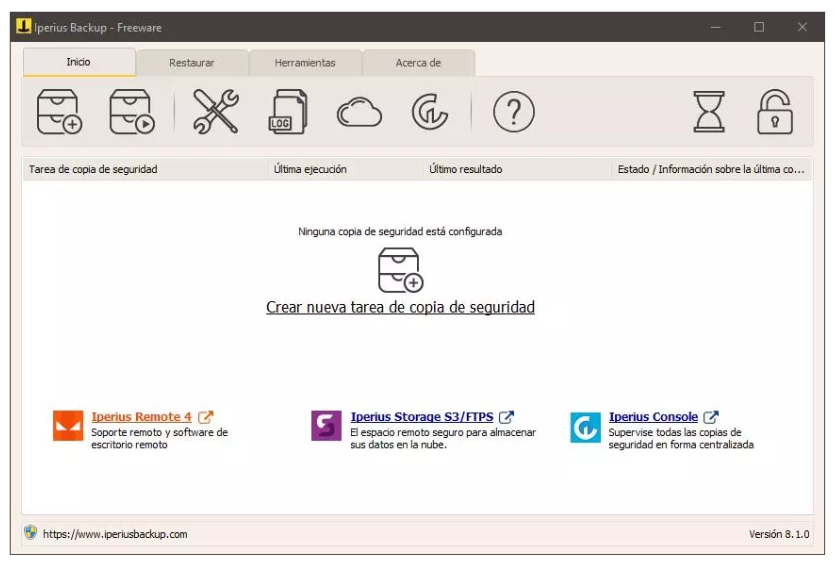 Iperius Backup - Freeware
Inicio
Restaurar
Herramientas
Acerca de
LOG
?
Tarea de copia de seguridad
Última ejecución
Último resultado
Estado / Información sobre la última co...
Ninguna copia de seguridad está configurada
Crear nueva tarea de copia de seguridad
Iperius Remote 4
Soporte remoto y software de
escritorio remoto
Iperius Storage S3/FTPS
El espacio remoto seguro para almacenar
sus datos en la nube.
Iperius Console
Supervise todas las copias de
seguridad en forma centralizada
https://www.iperiusbackup.com
Versión 8.1.0